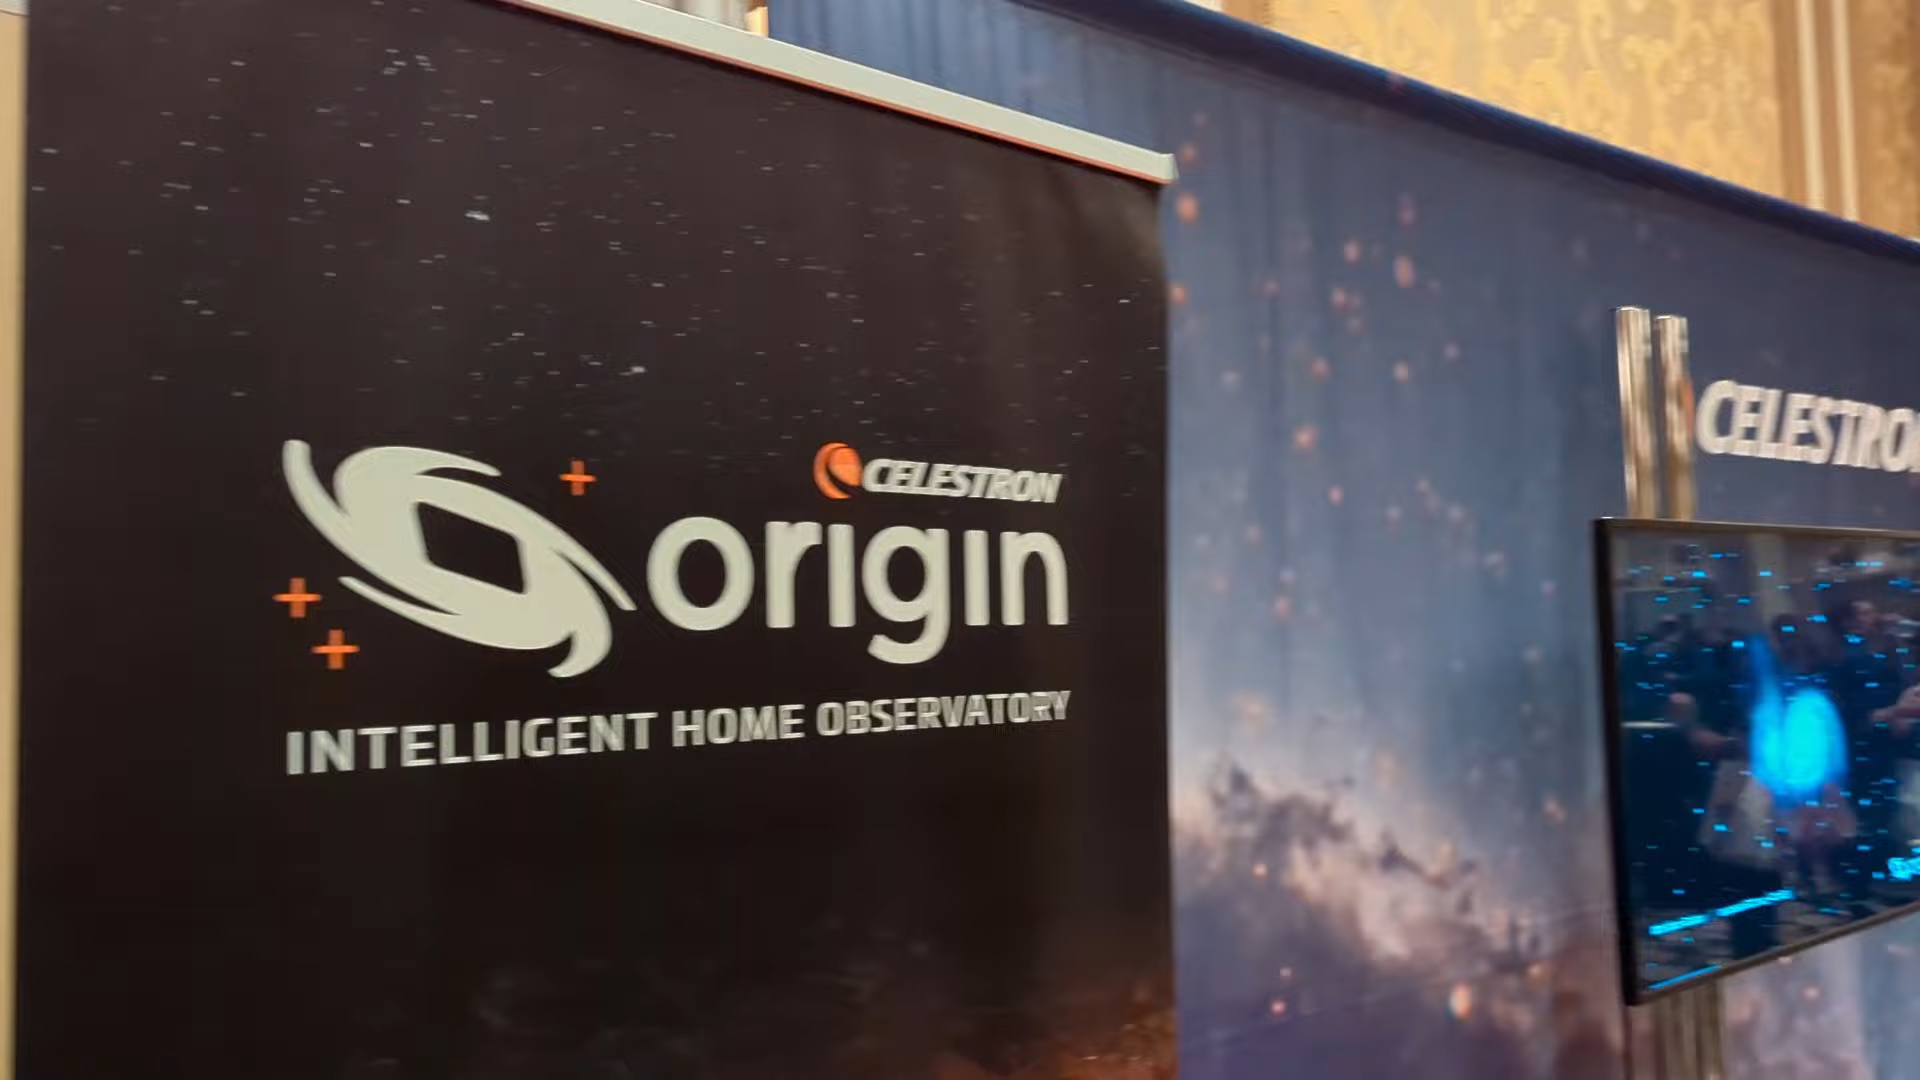 CELESTRON
origin
INTELLIGENT HOME OBSERVATORY
CELESTRON